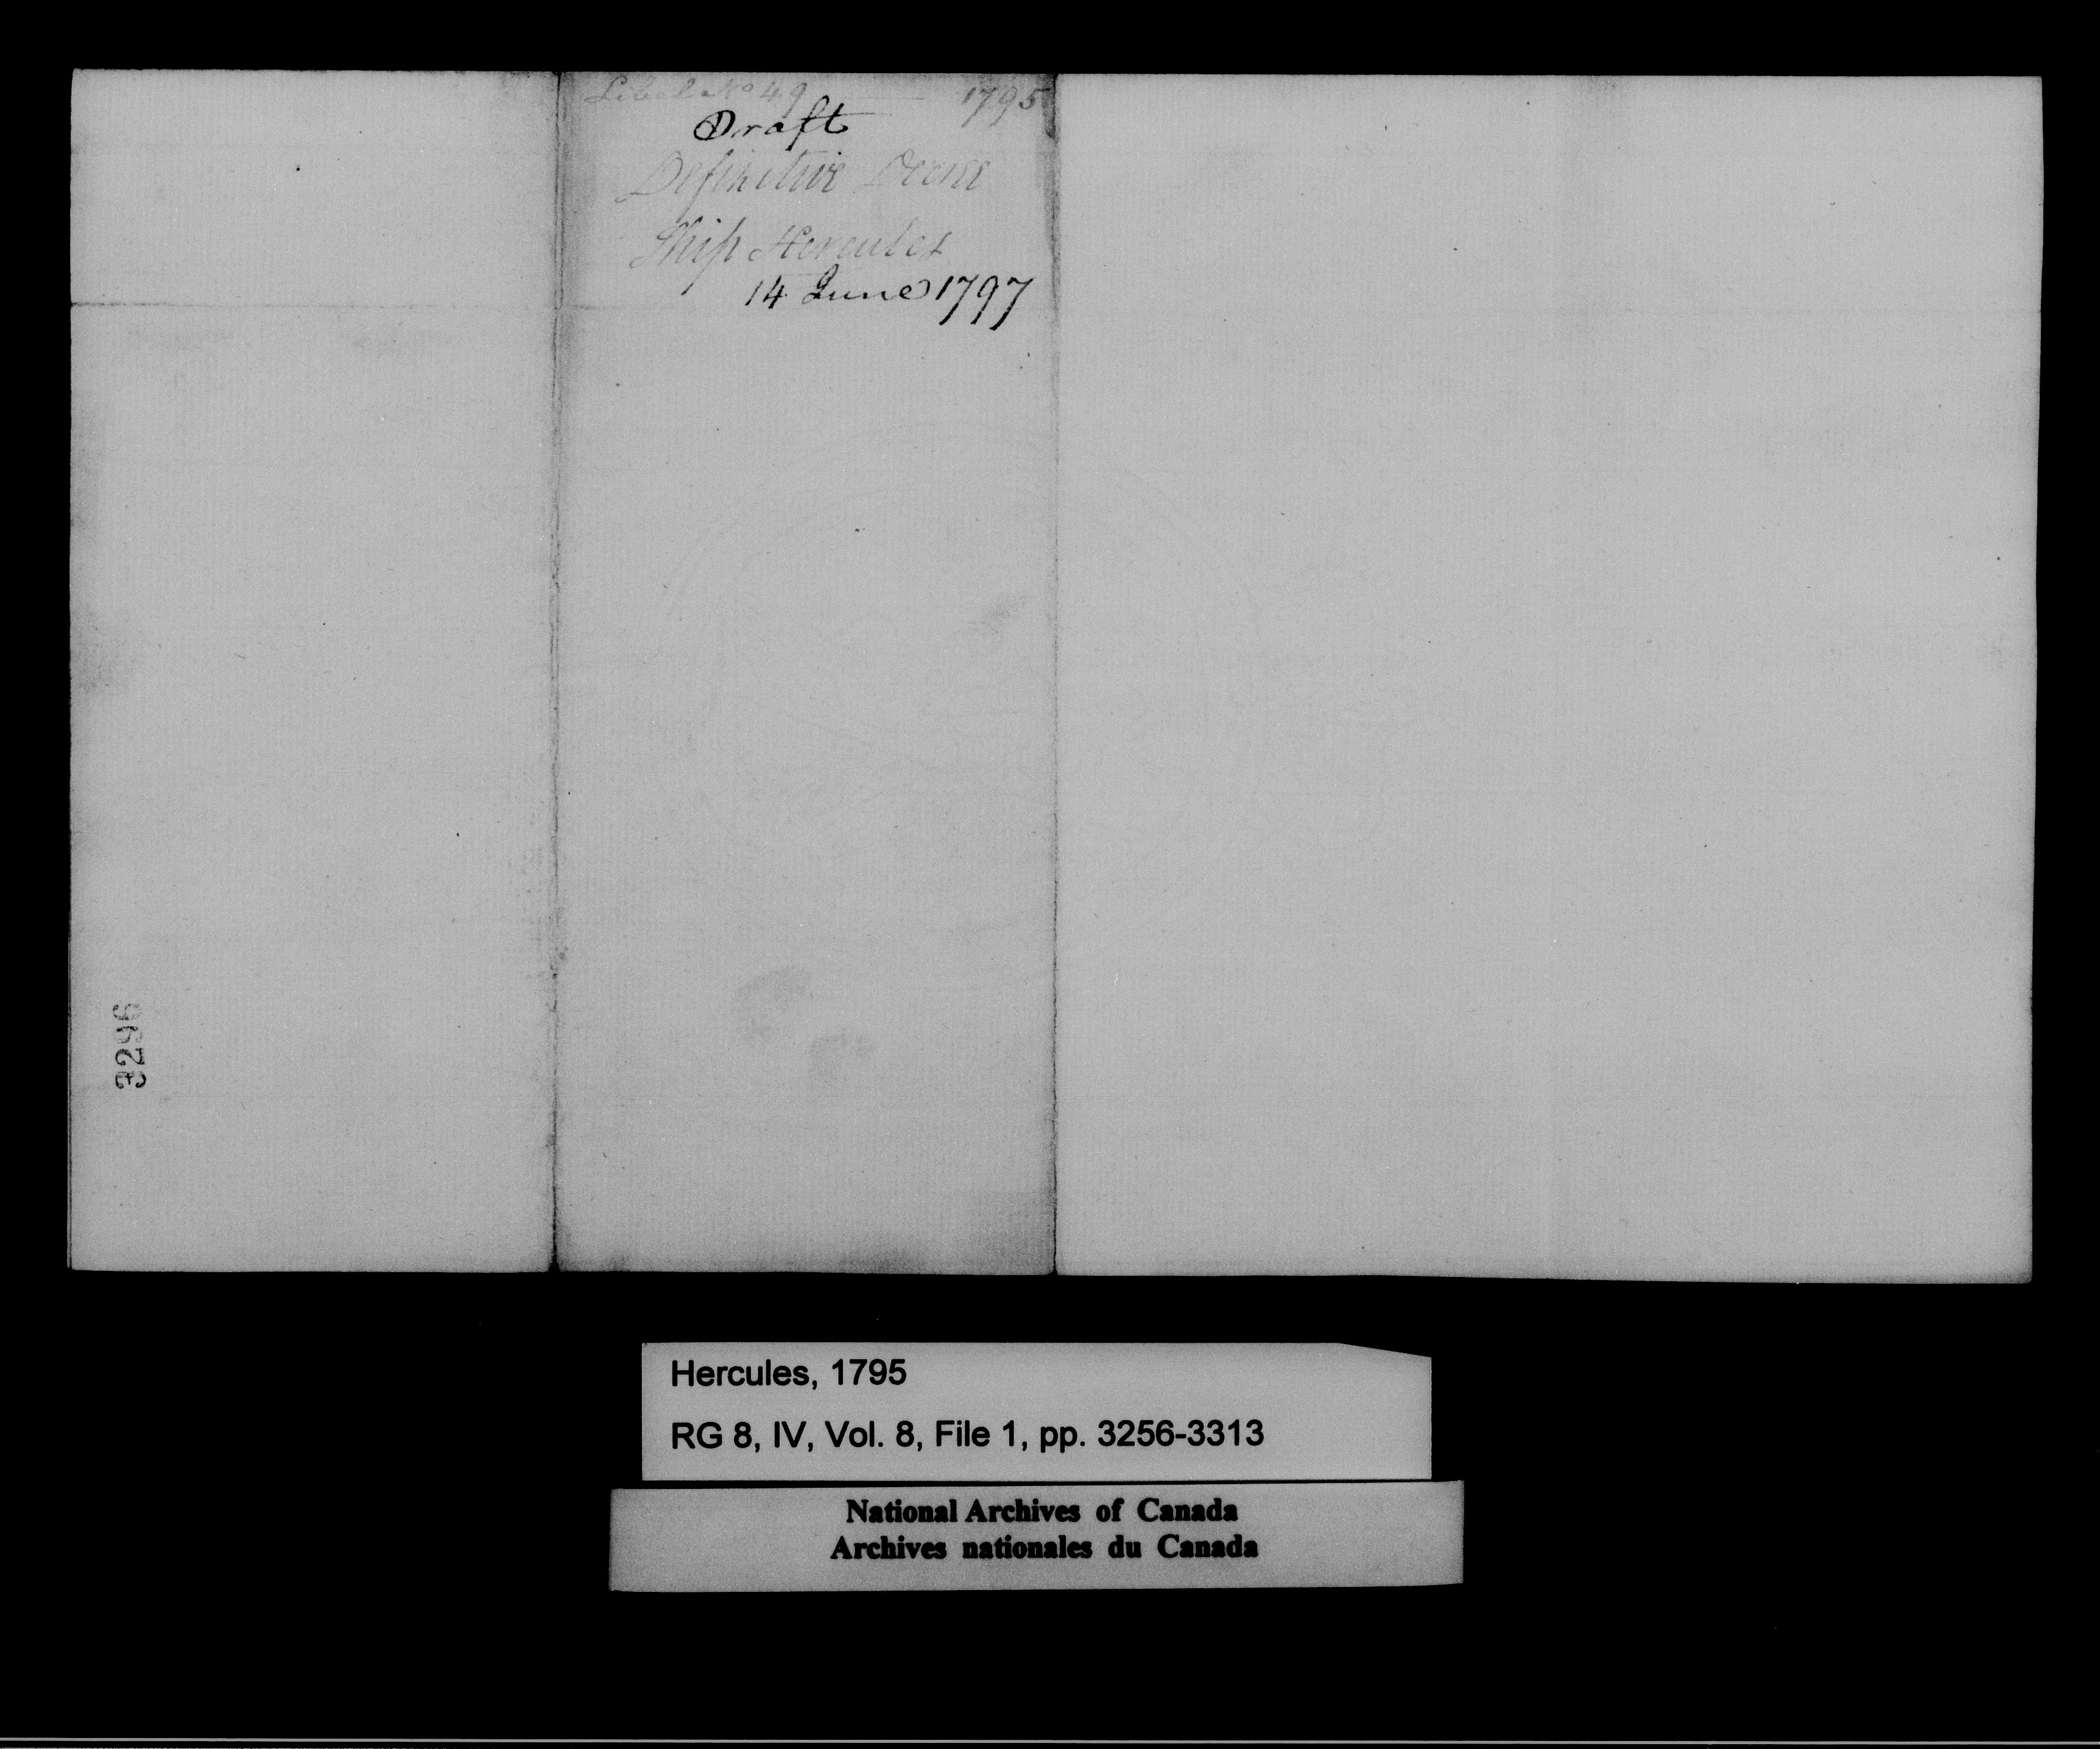 Libel No 49 — 1795
Draft
Definitive Decree
Ship Hercules
14 June 1797
3296
Hercules, 1795
RG 8, IV, Vol. 8, File 1, pp. 3256-3313
National Archives of Canada
Archives nationales du Canada